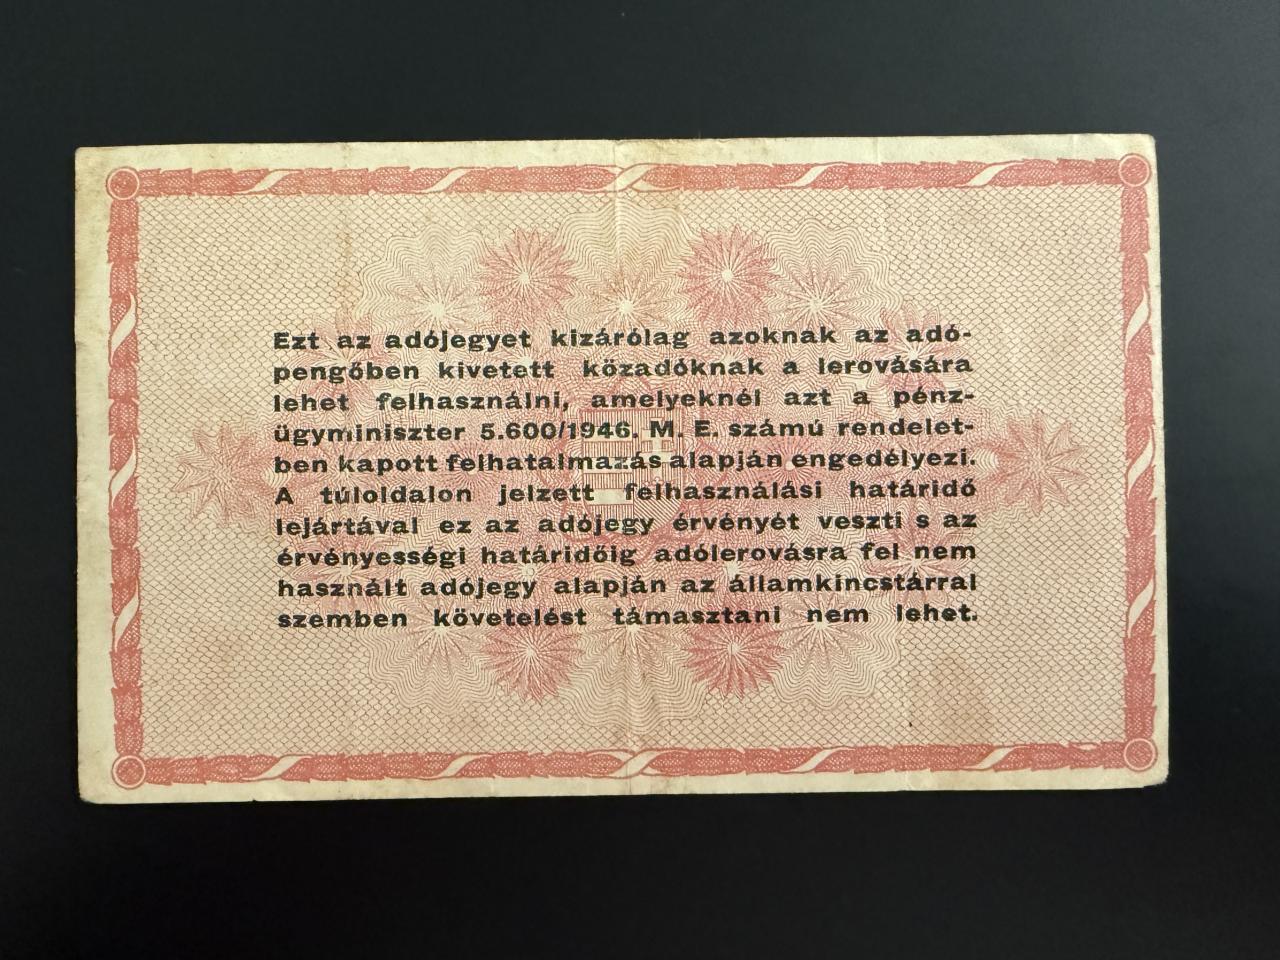 Ezt az adójegyet kizárólag azoknak az adó-
pengőben kivetett közadóknak a lerovására
lehet felhasználni, amelyeknél azt a pénz-
ügyminiszter 5.600/1946. M. E. számú rendelet-
ben kapott felhatalmazás alapján engedélyezi.
A túloldalon jelzett felhasználási határidő
lejártával ez az adójegy érvényét veszti s az
érvényességi határidőig adólerovásra fel nem
használt adójegy alapján az államkincstárral
szemben követelést támasztani nem lehet.